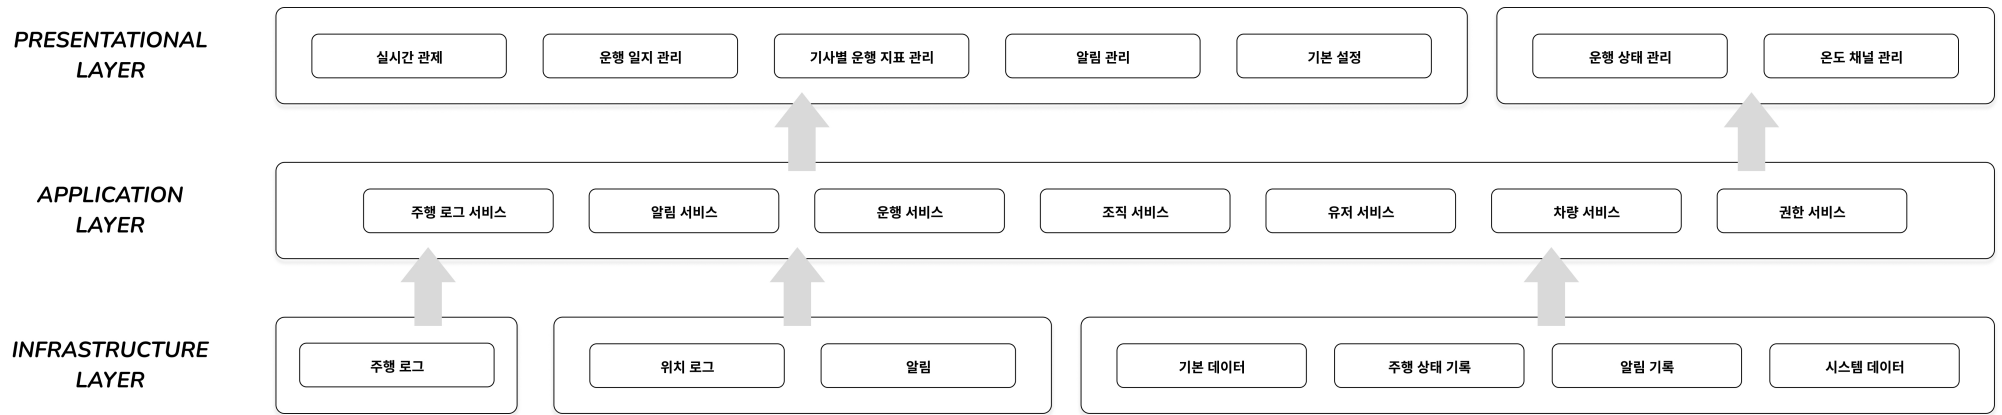 PRESENTATIONAL
LAYER
실시간 관제
운행 일지 관리
기사별 운행 지표 관리
알림 관리
기본 설정
운행 상태 관리
온도 채널 관리
APPLICATION
LAYER
주행 로그 서비스
알림 서비스
운행 서비스
조직 서비스
유저 서비스
차량 서비스
권한 서비스
INFRASTRUCTURE
LAYER
주행 로그
위치 로그
알림
기본 데이터
주행 상태 기록
알림 기록
시스템 데이터